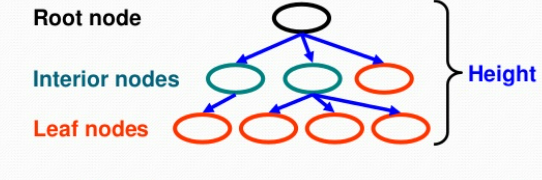 Root node
Interior nodes
Height
Leaf nodes